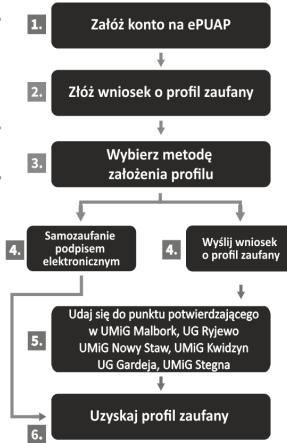 1. Załóż konto na ePUAP
2. Złóż wniosek o profil zaufany
3. Wybierz metodę
założenia profilu
4. Samozaufanie
podpisem
elektronicznym
4. Wyślij wniosek
o profil zaufany
5. Udaj się do punktu potwierdzającego
w UMiG Malbork, UG Ryjewo
UMiG Nowy Staw, UMiG Kwidzyn
UG Gardeja, UMiG Stegna
6. Uzyskaj profil zaufany